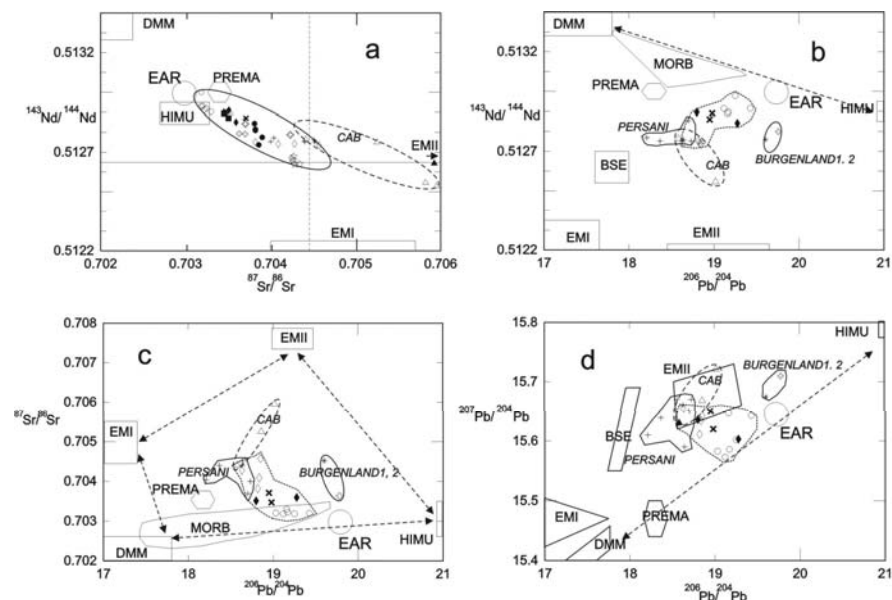 DMM
a
0.5132
EAR
PREMA
¹⁴³Nd/ ¹⁴⁴Nd
HIMU
CAB
EMII
0.5127
EMI
0.5122
0.702 0.703 0.704 0.705 0.706
⁸⁷Sr/⁸⁶Sr
DMM
b
0.5132
MORB
PREMA
EAR
¹⁴³Nd/ ¹⁴⁴Nd
HIMU
PERSANI
0.5127
BSE
CAB
BURGENLAND1. 2
EMI
EMII
0.5122
17 18 19 20 21
²⁰⁶Pb/²⁰⁴Pb
0.708
c
EMII
0.707
0.706
⁸⁷Sr/⁸⁶Sr
CAB
EMI
0.705
PERSANI
BURGENLAND1, 2
0.704
PREMA
MORB
0.703
DMM
EAR
HIMU
0.702
17 18 19 20 21
²⁰⁶Pb/²⁰⁴Pb
15.8
d
HIMU
EMII
BURGENLAND1. 2
15.7
CAB
²⁰⁷Pb/ ²⁰⁴Pb
BSE
15.6
PERSANI
EAR
15.5
EMI
PREMA
DMM
15.4
17 18 19 20 21
²⁰⁶Pb/²⁰⁴Pb